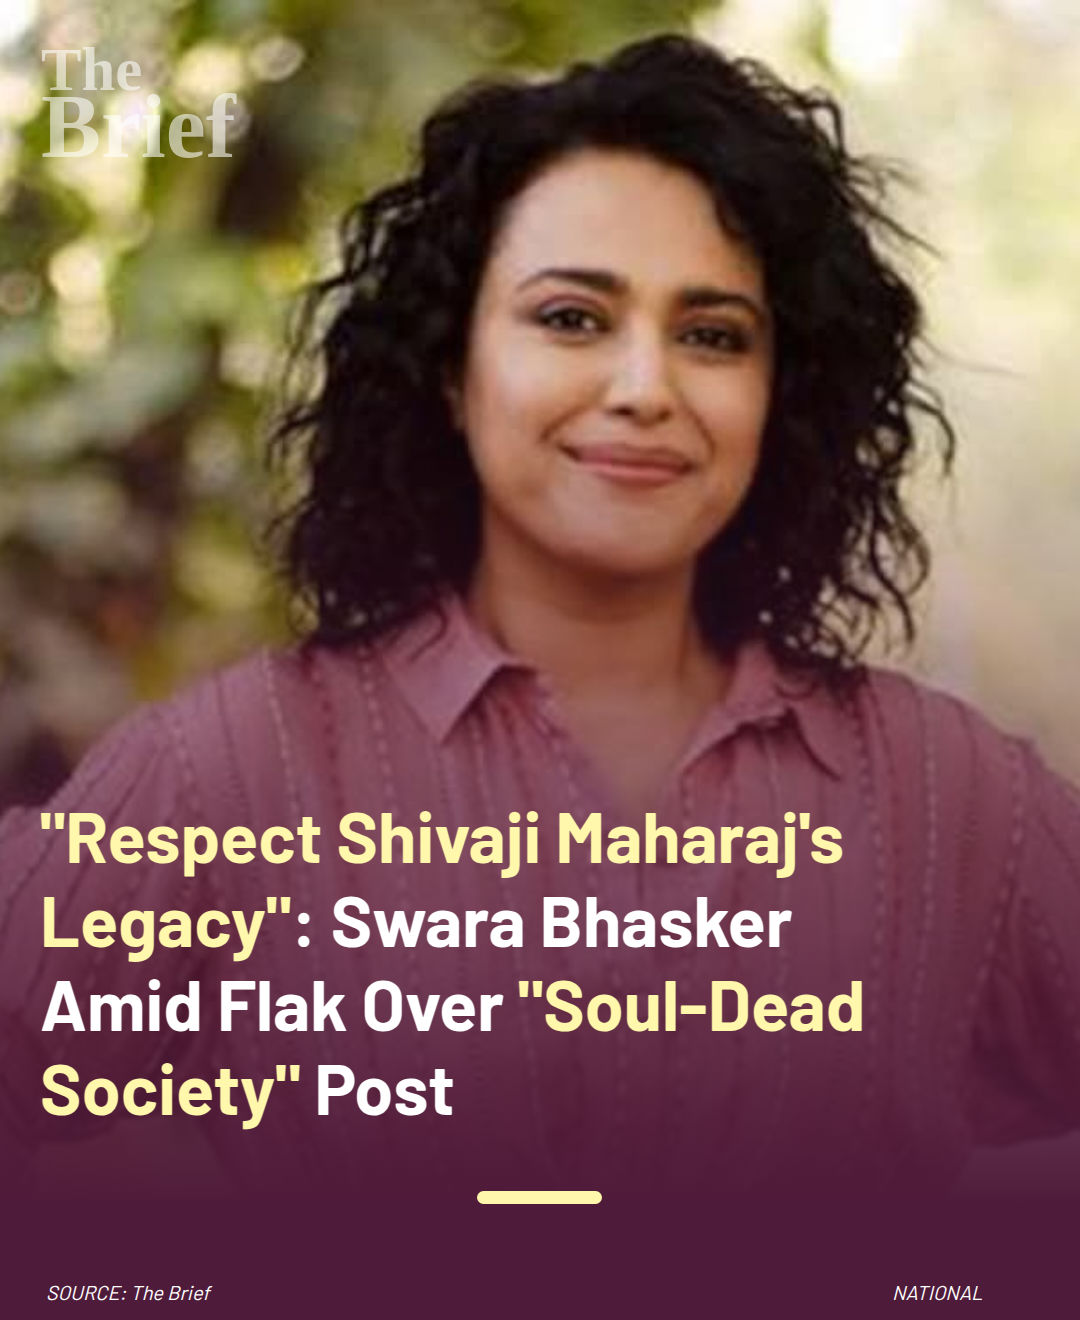 The
Brief
"Respect Shivaji Maharaj's
Legacy": Swara Bhasker
Amid Flak Over "Soul-Dead
Society" Post
SOURCE: The Brief
NATIONAL